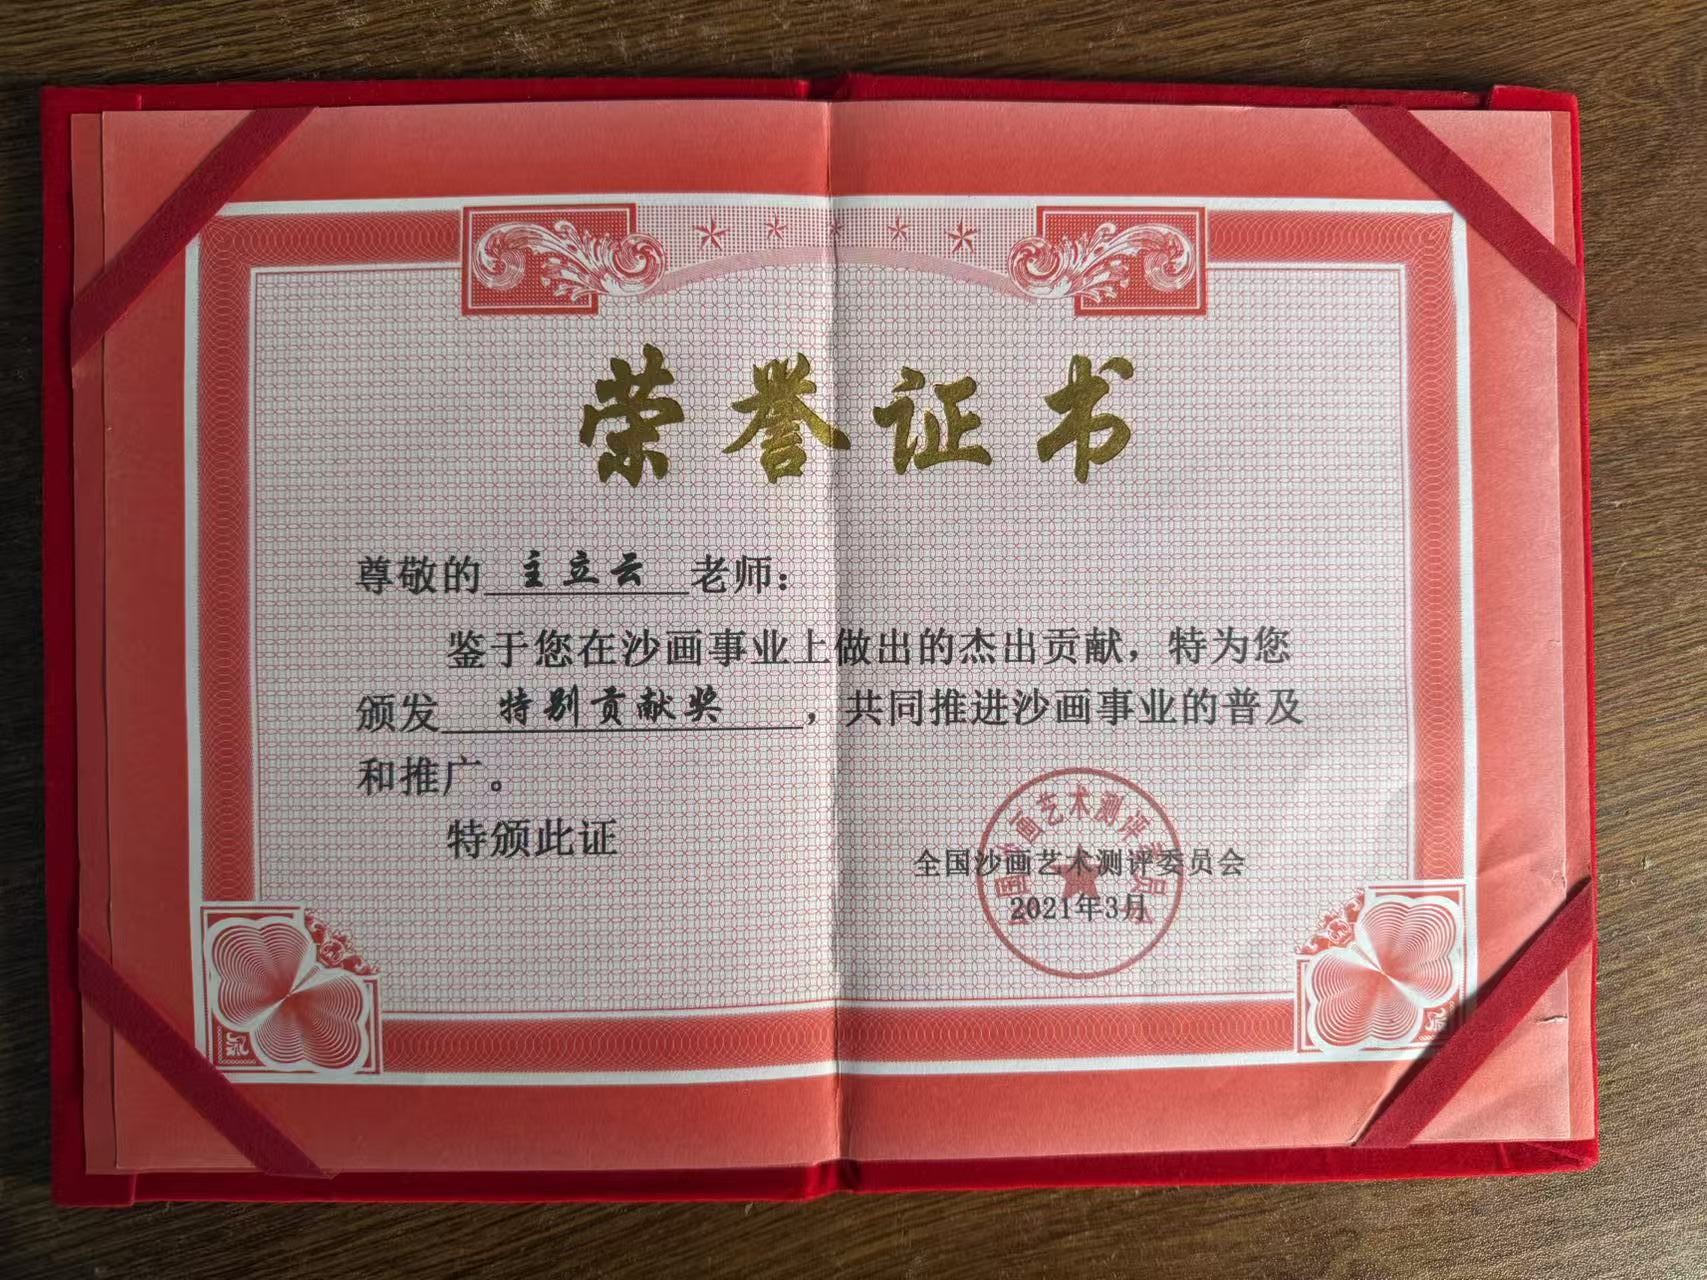 荣誉证书
尊敬的 主立云 老师：
鉴于您在沙画事业上做出的杰出贡献，特为您
颁发 特别贡献奖 ，共同推进沙画事业的普及
和推广。
特颁此证
全国沙画艺术测评委员会
2021年3月